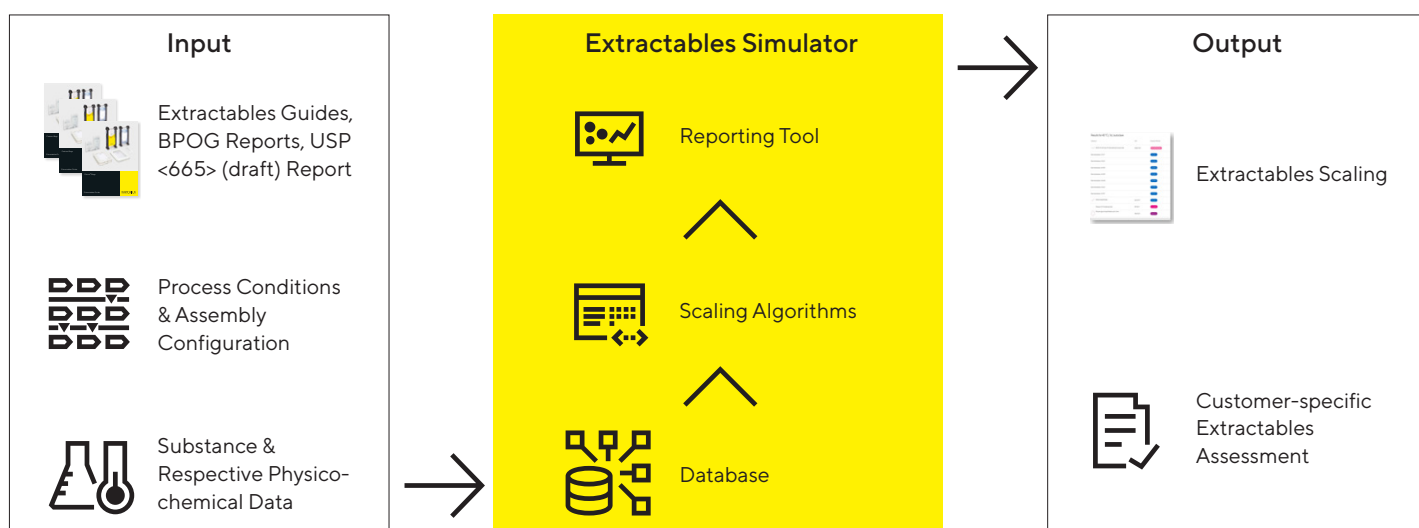 Input
Extractables Guides,
BPOG Reports, USP
<665> (draft) Report
Process Conditions
& Assembly
Configuration
Substance &
Respective Physico-
chemical Data
Extractables Simulator
Reporting Tool
Scaling Algorithms
Database
Output
Extractables Scaling
Customer-specific
Extractables
Assessment